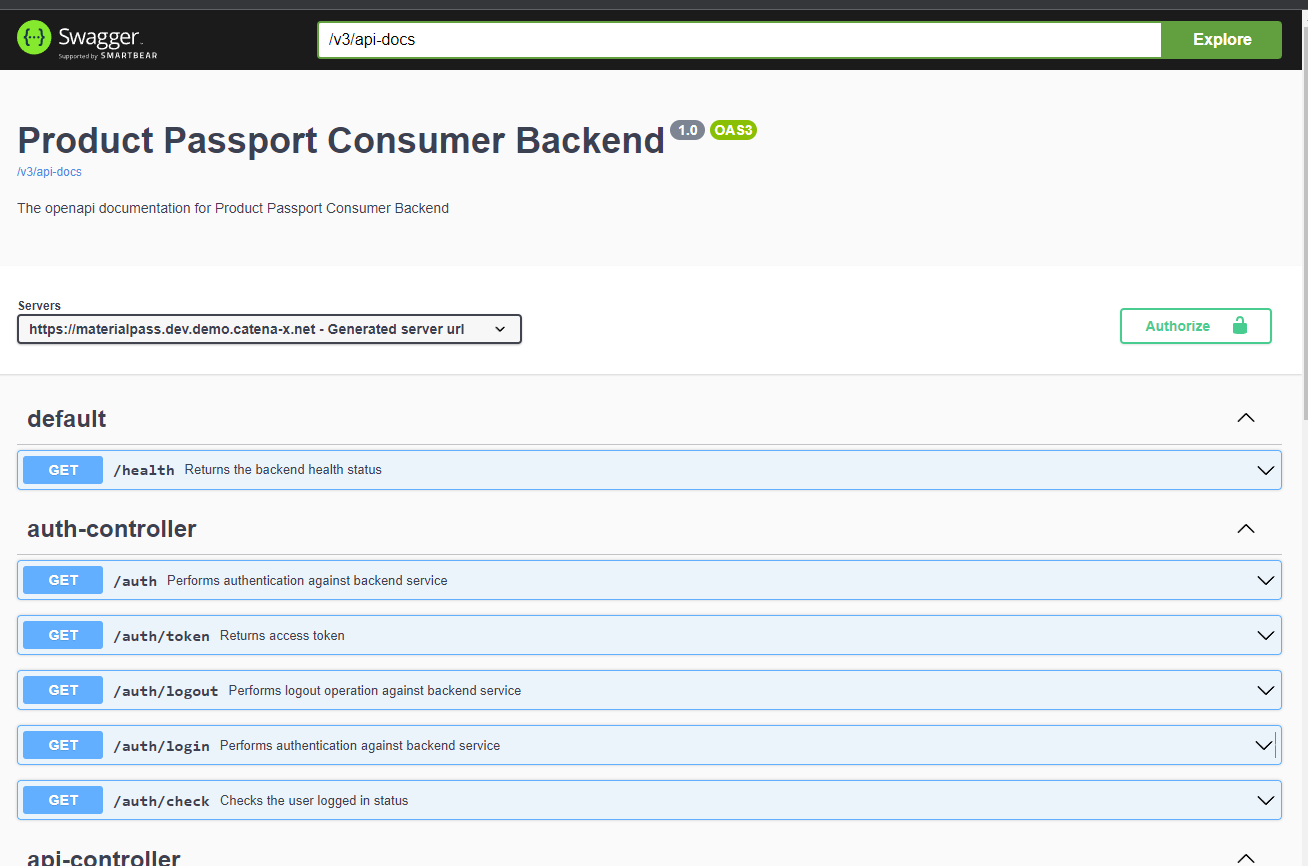 Swagger
Supported by SMARTBEAR
/v3/api-docs
Explore
Product Passport Consumer Backend 1.0 OAS3
/v3/api-docs
The openapi documentation for Product Passport Consumer Backend
Servers
https://materialpass.dev.demo.catena-x.net - Generated server url
Authorize
default
GET /health Returns the backend health status
auth-controller
GET /auth Performs authentication against backend service
GET /auth/token Returns access token
GET /auth/logout Performs logout operation against backend service
GET /auth/login Performs authentication against backend service
GET /auth/check Checks the user logged in status
api-controller